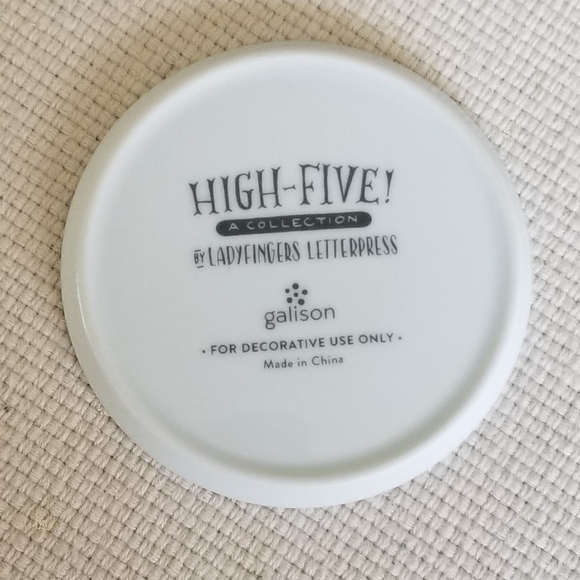 HIGH-FIVE!
A COLLECTION
BY LADYFINGERS LETTERPRESS
galison
• FOR DECORATIVE USE ONLY •
Made in China